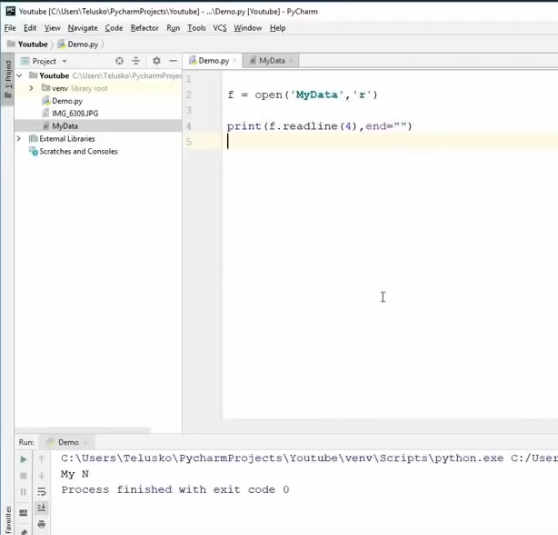 Youtube [C:\Users\Telusko\PycharmProjects\Youtube] - ...\Demo.py [Youtube] - PyCharm
File Edit View Navigate Code Refactor Run Tools VCS Window Help
Youtube Demo.py
1: Project
Project
Demo.py
MyData
Youtube C:\Users\Telusko\PycharmProjec
venv library root
Demo.py
IMG_6309.JPG
MyData
External Libraries
Scratches and Consoles
1
2 f = open('MyData','r')
3
4 print(f.readline(4),end="")
5
Run: Demo
C:\Users\Telusko\PycharmProjects\Youtube\venv\Scripts\python.exe C:/User
My N
Process finished with exit code 0
Favorites